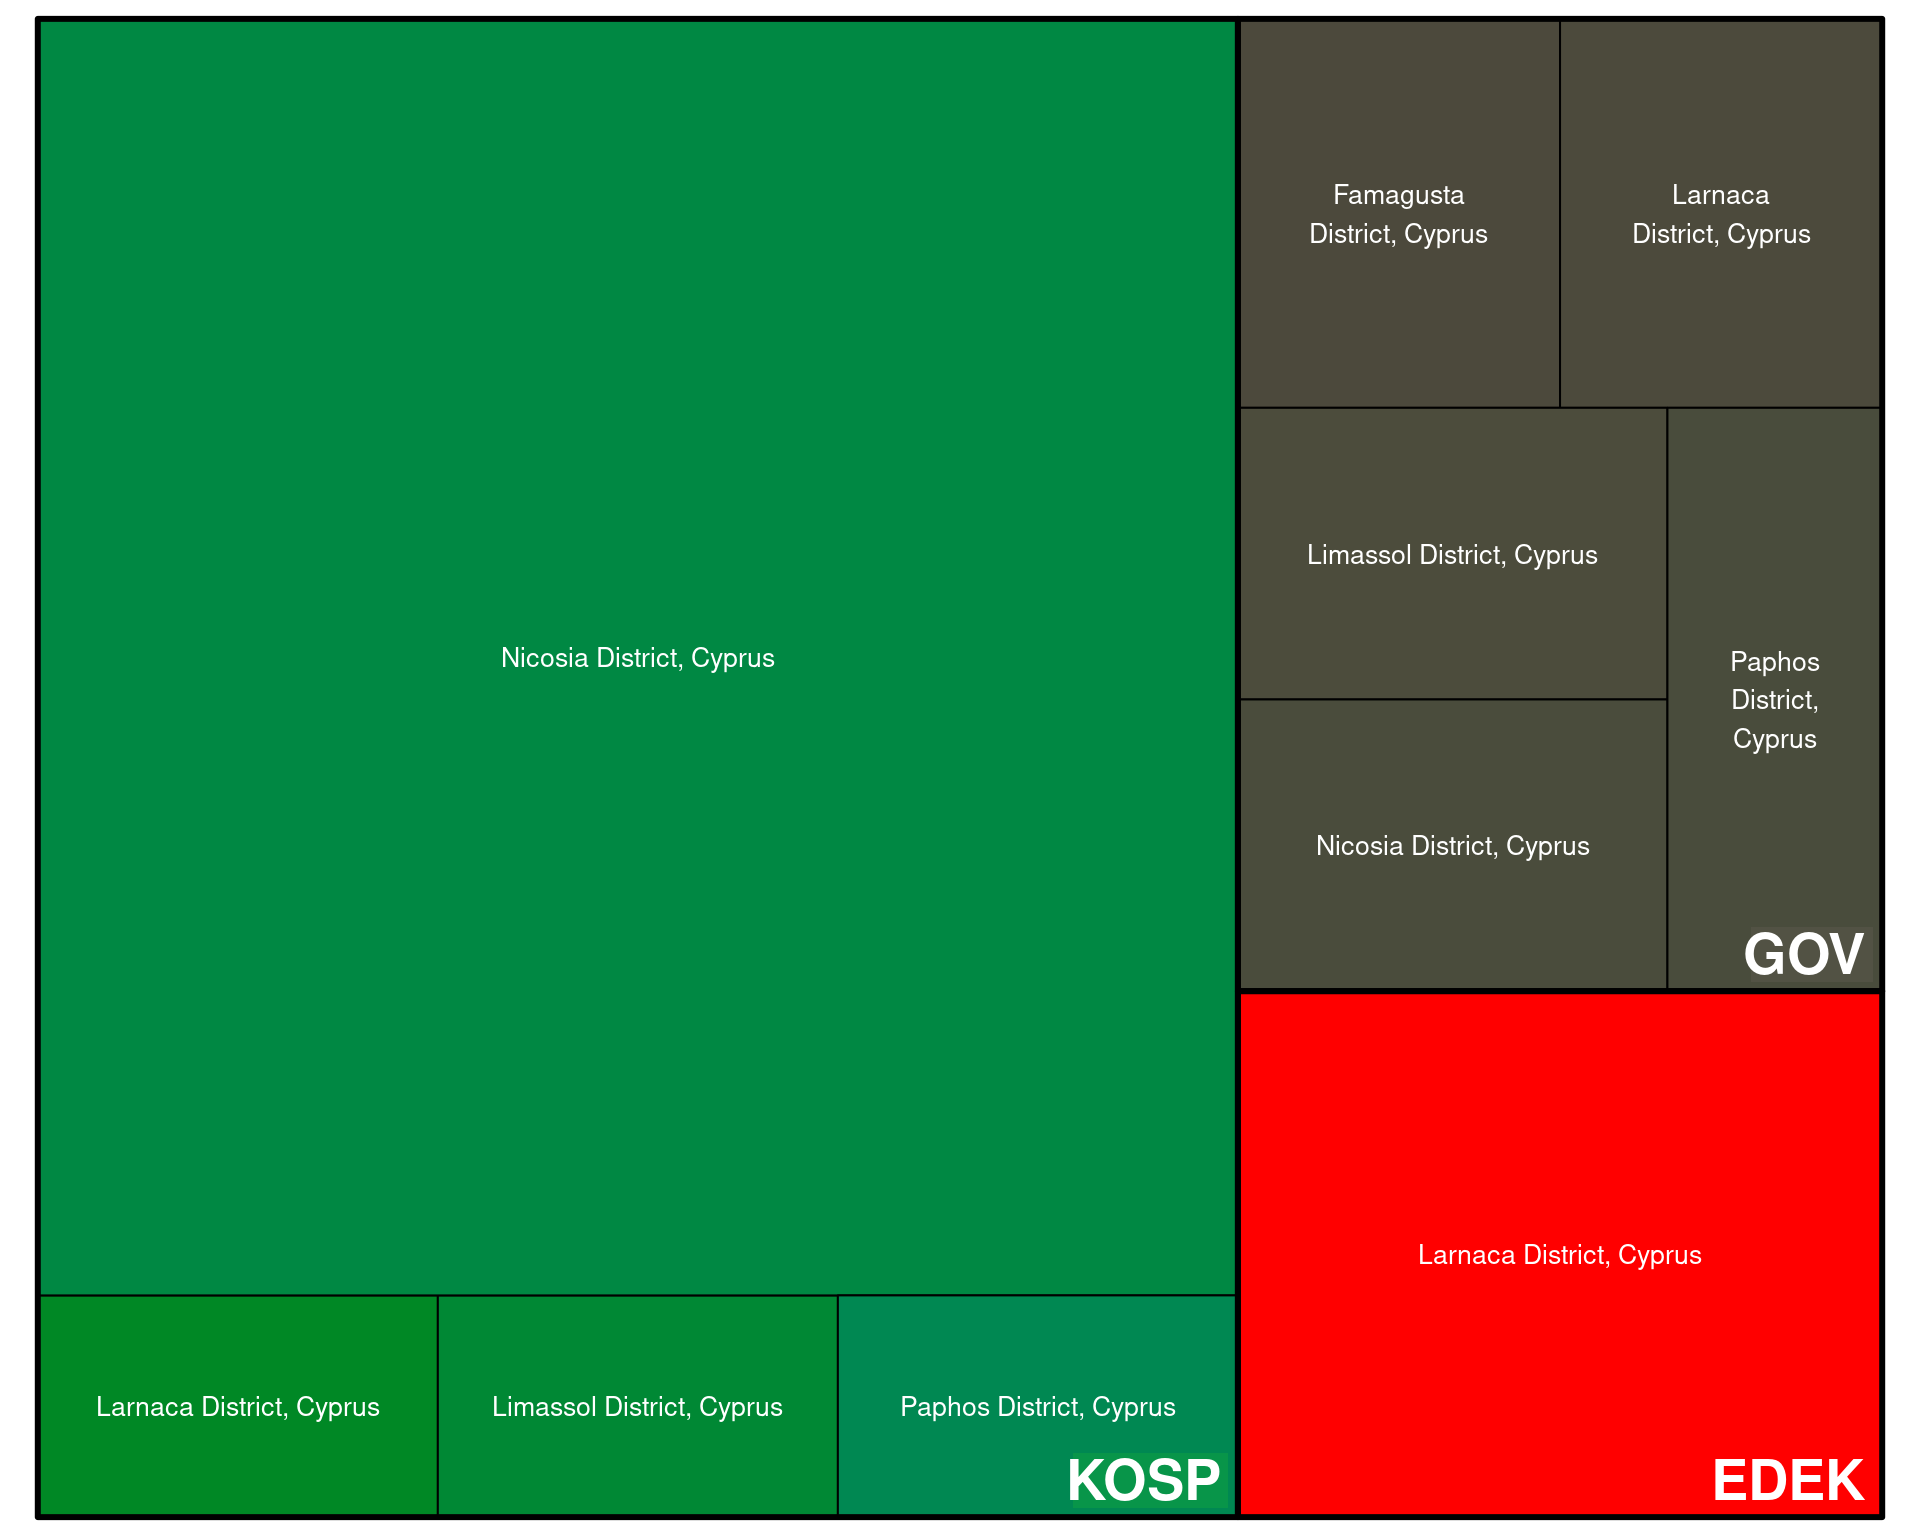 Nicosia District, Cyprus
Larnaca District, Cyprus
Limassol District, Cyprus
Paphos District, Cyprus
KOSP
Famagusta
District, Cyprus
Larnaca
District, Cyprus
Limassol District, Cyprus
Nicosia District, Cyprus
Paphos
District,
Cyprus
GOV
Larnaca District, Cyprus
EDEK